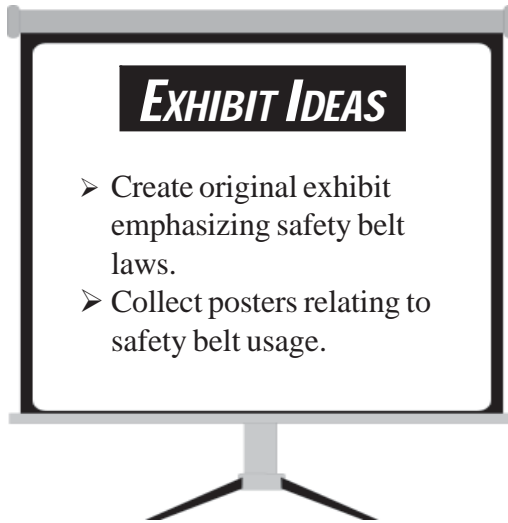 EXHIBIT IDEAS
➢ Create original exhibit
emphasizing safety belt
laws.
➢ Collect posters relating to
safety belt usage.